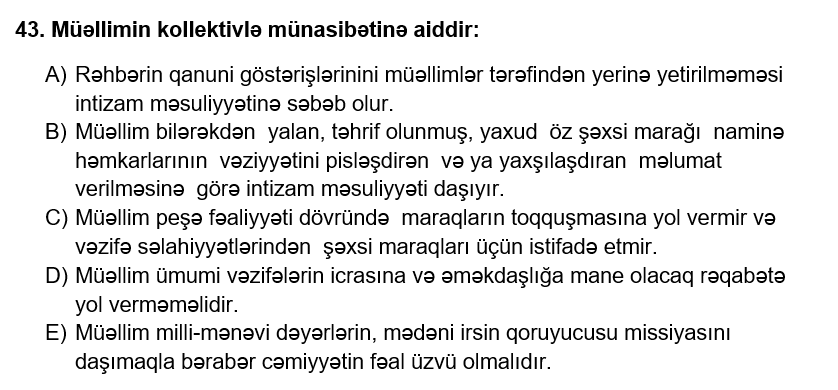 43. Müəllimin kollektivlə münasibətinə aiddir:
A) Rəhbərin qanuni göstərişlərinini müəllimlər tərəfindən yerinə yetirilməməsi
intizam məsuliyyətinə səbəb olur.
B) Müəllim bilərəkdən yalan, təhrif olunmuş, yaxud öz şəxsi marağı naminə
həmkarlarının vəziyyətini pisləşdirən və ya yaxşılaşdıran məlumat
verilməsinə görə intizam məsuliyyəti daşıyır.
C) Müəllim peşə fəaliyyəti dövründə maraqların toqquşmasına yol vermir və
vəzifə səlahiyyətlərindən şəxsi maraqları üçün istifadə etmir.
D) Müəllim ümumi vəzifələrin icrasına və əməkdaşlığa mane olacaq rəqabətə
yol verməməlidir.
E) Müəllim milli-mənəvi dəyərlərin, mədəni irsin qoruyucusu missiyasını
daşımaqla bərabər cəmiyyətin fəal üzvü olmalıdır.